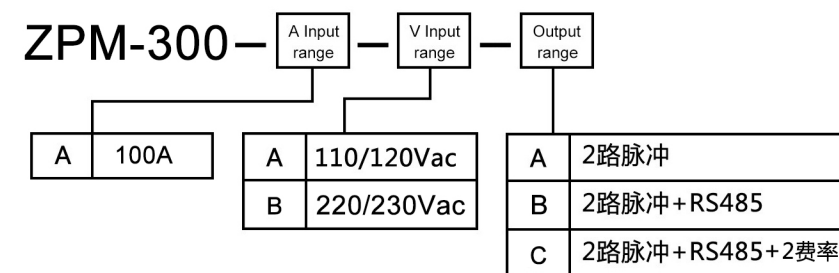 ZPM-300- A Input range - V Input range - Output range
A 100A
A 110/120Vac
B 220/230Vac
A 2路脉冲
B 2路脉冲+RS485
C 2路脉冲+RS485+2费率